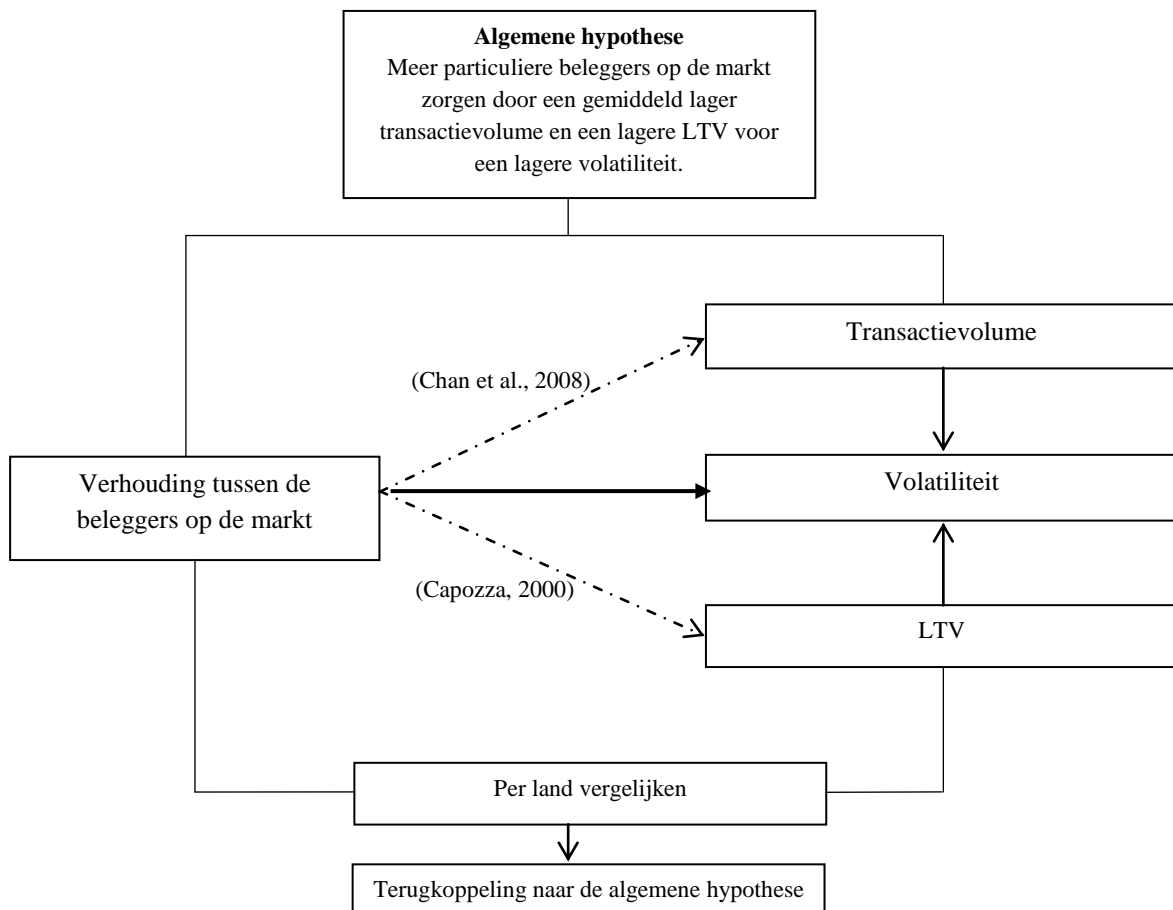 Algemene hypothese
Meer particuliere beleggers op de markt
zorgen door een gemiddeld lager
transactievolume en een lagere LTV voor
een lagere volatiliteit.
Transactievolume
(Chan et al., 2008)
Verhouding tussen de
beleggers op de markt
Volatiliteit
(Capozza, 2000)
LTV
Per land vergelijken
Terugkoppeling naar de algemene hypothese